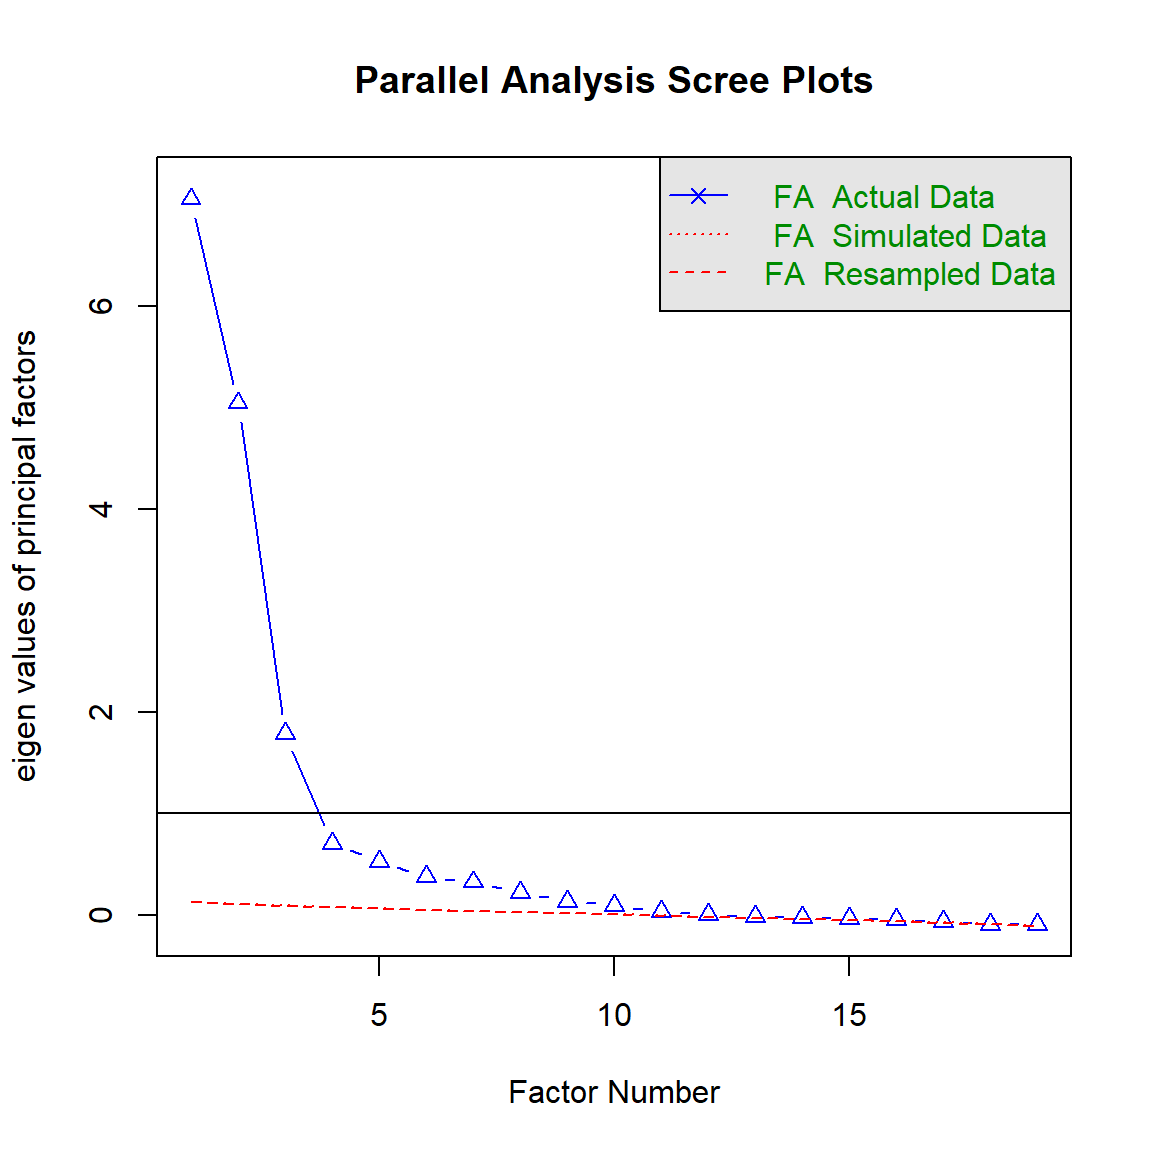 Parallel Analysis Scree Plots
FA Actual Data
FA Simulated Data
FA Resampled Data
eigen values of principal factors
6
4
2
0
5
10
15
Factor Number